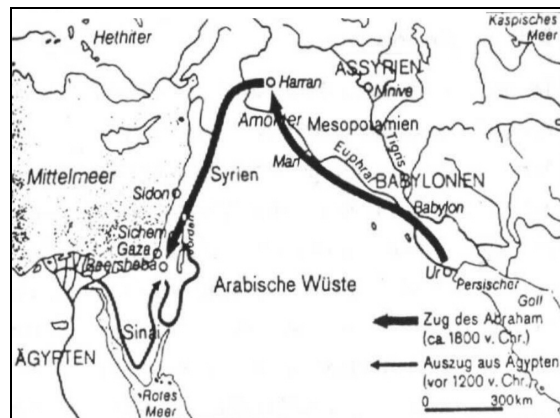 Hethiter
Kaspisches
Meer
ASSYRIEN
Harran
Ninive
Amoriter
Mesopotamien
Mari
Euphrat
Tigris
Mittelmeer
Syrien
BABYLONIEN
Sidon
Babylon
Sichem
Jordan
Gaza
Beersheba
Ur
Persischer
Golf
Arabische Wüste
Sinai
ÄGYPTEN
Rotes
Meer
Zug des Abraham
(ca. 1800 v. Chr.)
Auszug aus Ägypten
(vor 1200 v. Chr.)
0 300 km